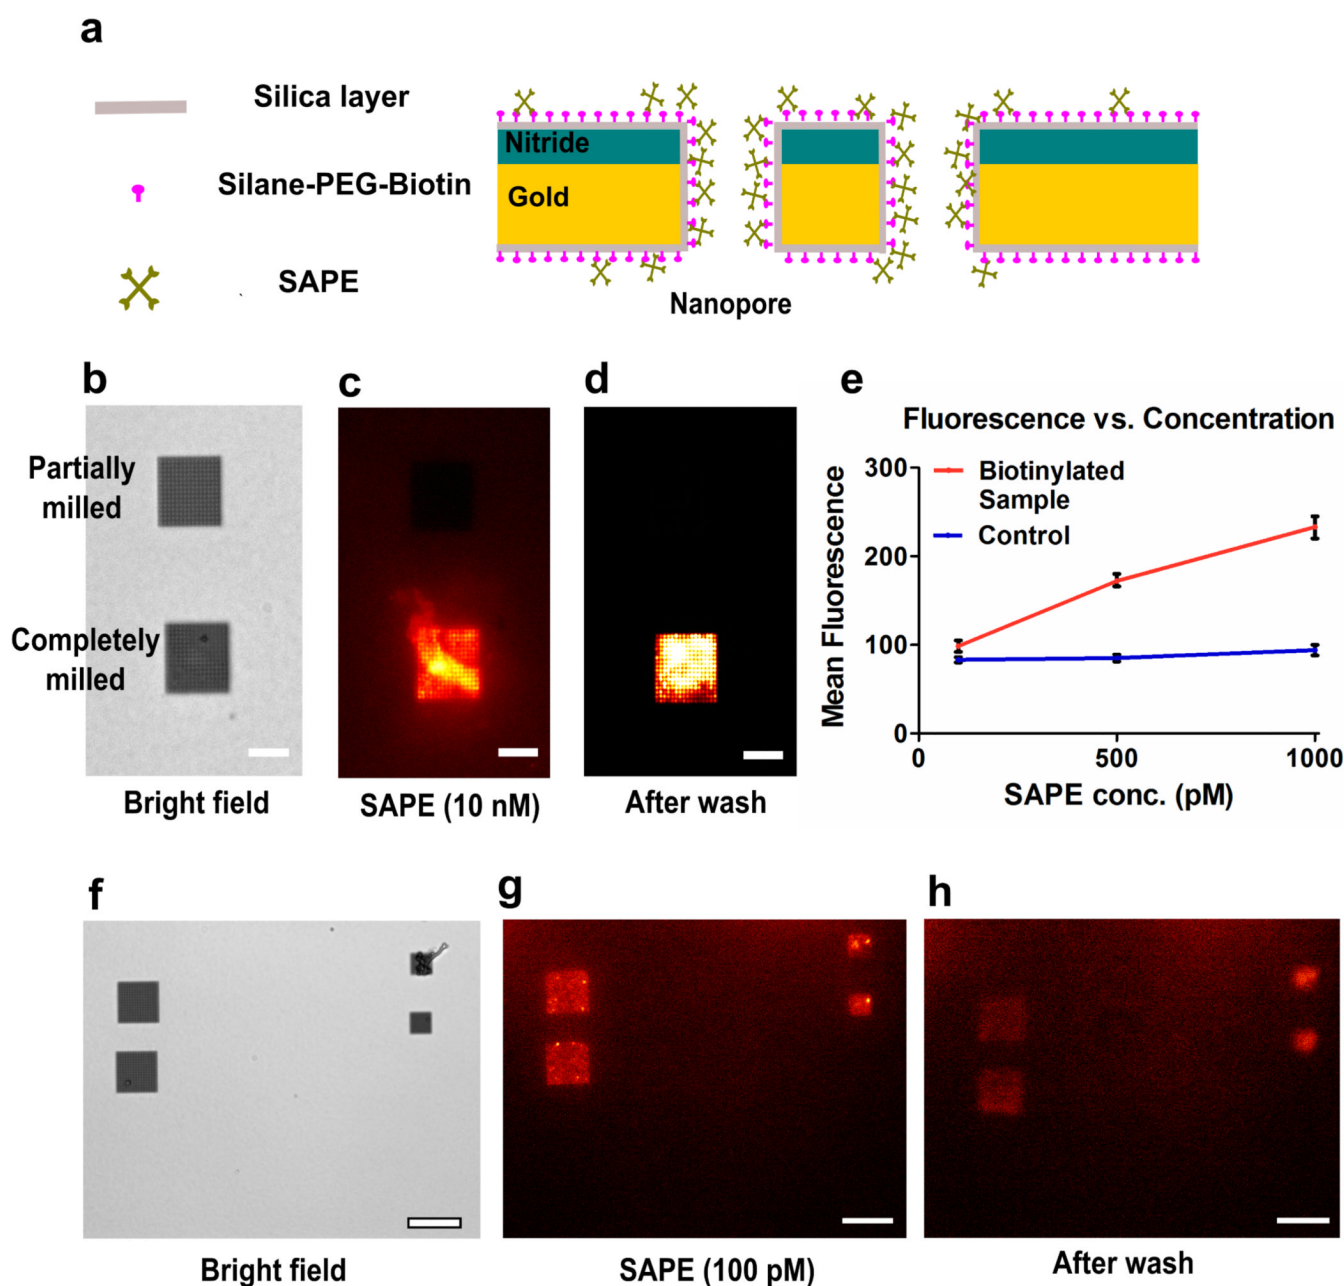 a
Silica layer
Silane-PEG-Biotin
SAPE
Nitride
Gold
Nanopore
b
Partially
milled
Completely
milled
Bright field
c
SAPE (10 nM)
d
After wash
e
Fluorescence vs. Concentration
Biotinylated
Sample
Control
Mean Fluorescence
300
200
100
0
0
500
1000
SAPE conc. (pM)
f
Bright field
g
SAPE (100 pM)
h
After wash